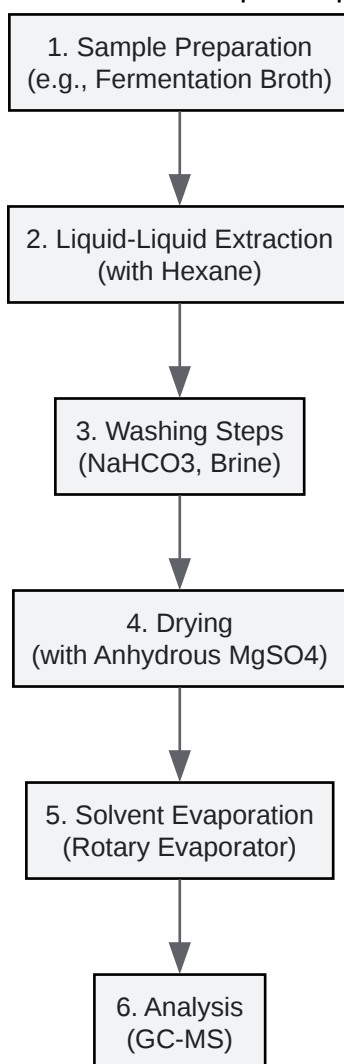 1. Sample Preparation
(e.g., Fermentation Broth)
2. Liquid-Liquid Extraction
(with Hexane)
3. Washing Steps
(NaHCO3, Brine)
4. Drying
(with Anhydrous MgSO4)
5. Solvent Evaporation
(Rotary Evaporator)
6. Analysis
(GC-MS)